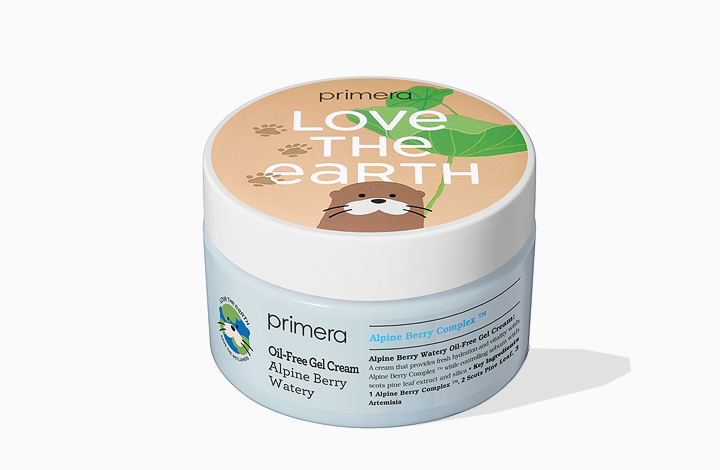 primera
LOVE
THE
eaRTH
LOVE THE EARTH
primera
Oil-Free Gel Cream
Alpine Berry
Watery
Alpine Berry Complex ™
Alpine Berry Watery Oil-Free Gel Cream:
A cream that provides fresh hydration and vitality with
Alpine Berry Complex ™ while controlling sebum with
scots pine leaf extract and silica • Key Ingredients
1 Alpine Berry Complex ™, 2 Scots Pine Leaf, 3
Artemisia